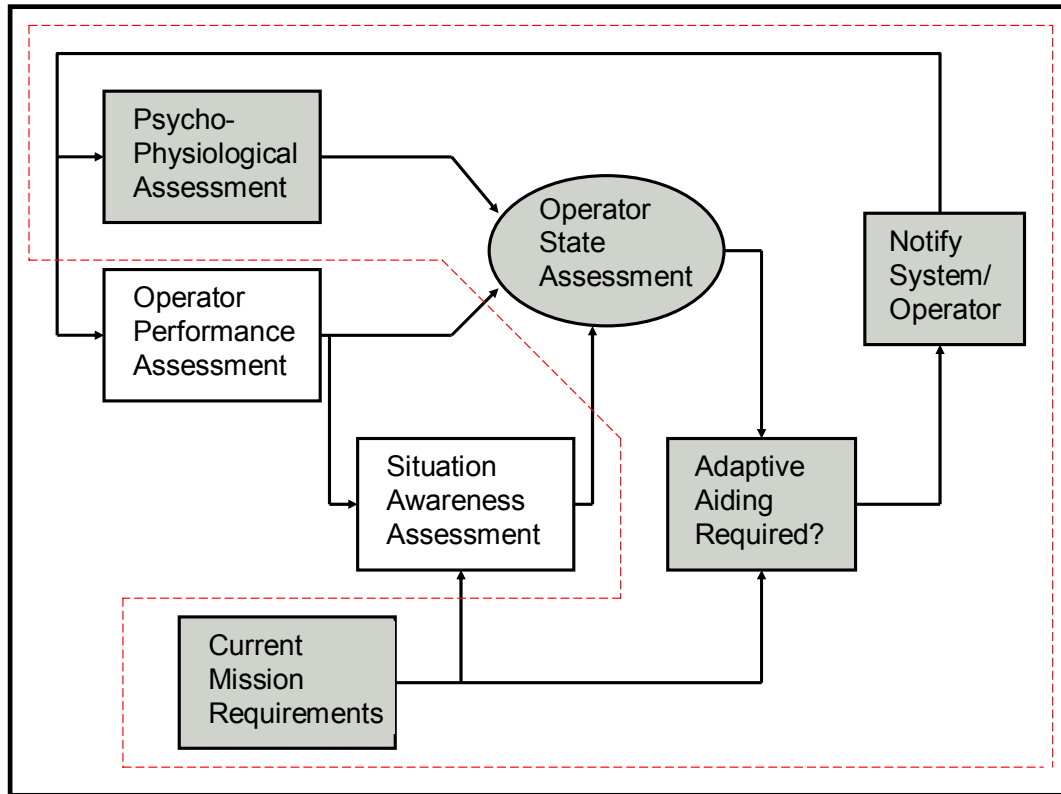 Psycho-
Physiological
Assessment
Operator
State
Assessment
Notify
System/
Operator
Operator
Performance
Assessment
Situation
Awareness
Assessment
Adaptive
Aiding
Required?
Current
Mission
Requirements